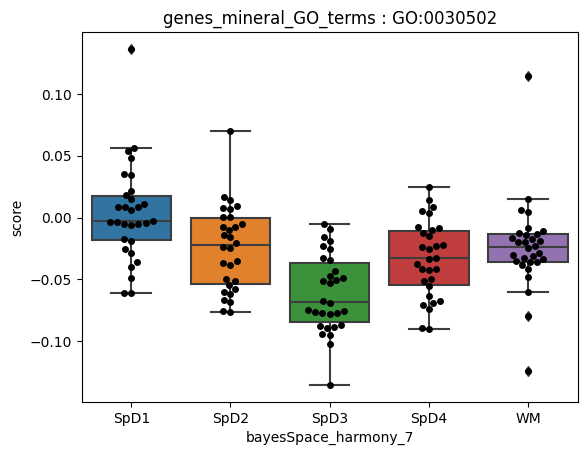 genes_mineral_GO_terms : GO:0030502
score
0.10
0.05
0.00
−0.05
−0.10
SpD1 SpD2 SpD3 SpD4 WM
bayesSpace_harmony_7